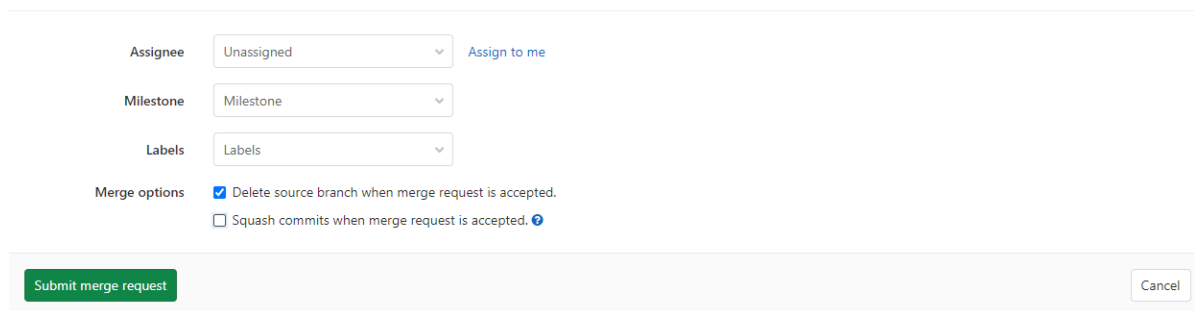 Assignee Unassigned Assign to me
Milestone Milestone
Labels Labels
Merge options Delete source branch when merge request is accepted.
Squash commits when merge request is accepted. ?
Submit merge request Cancel